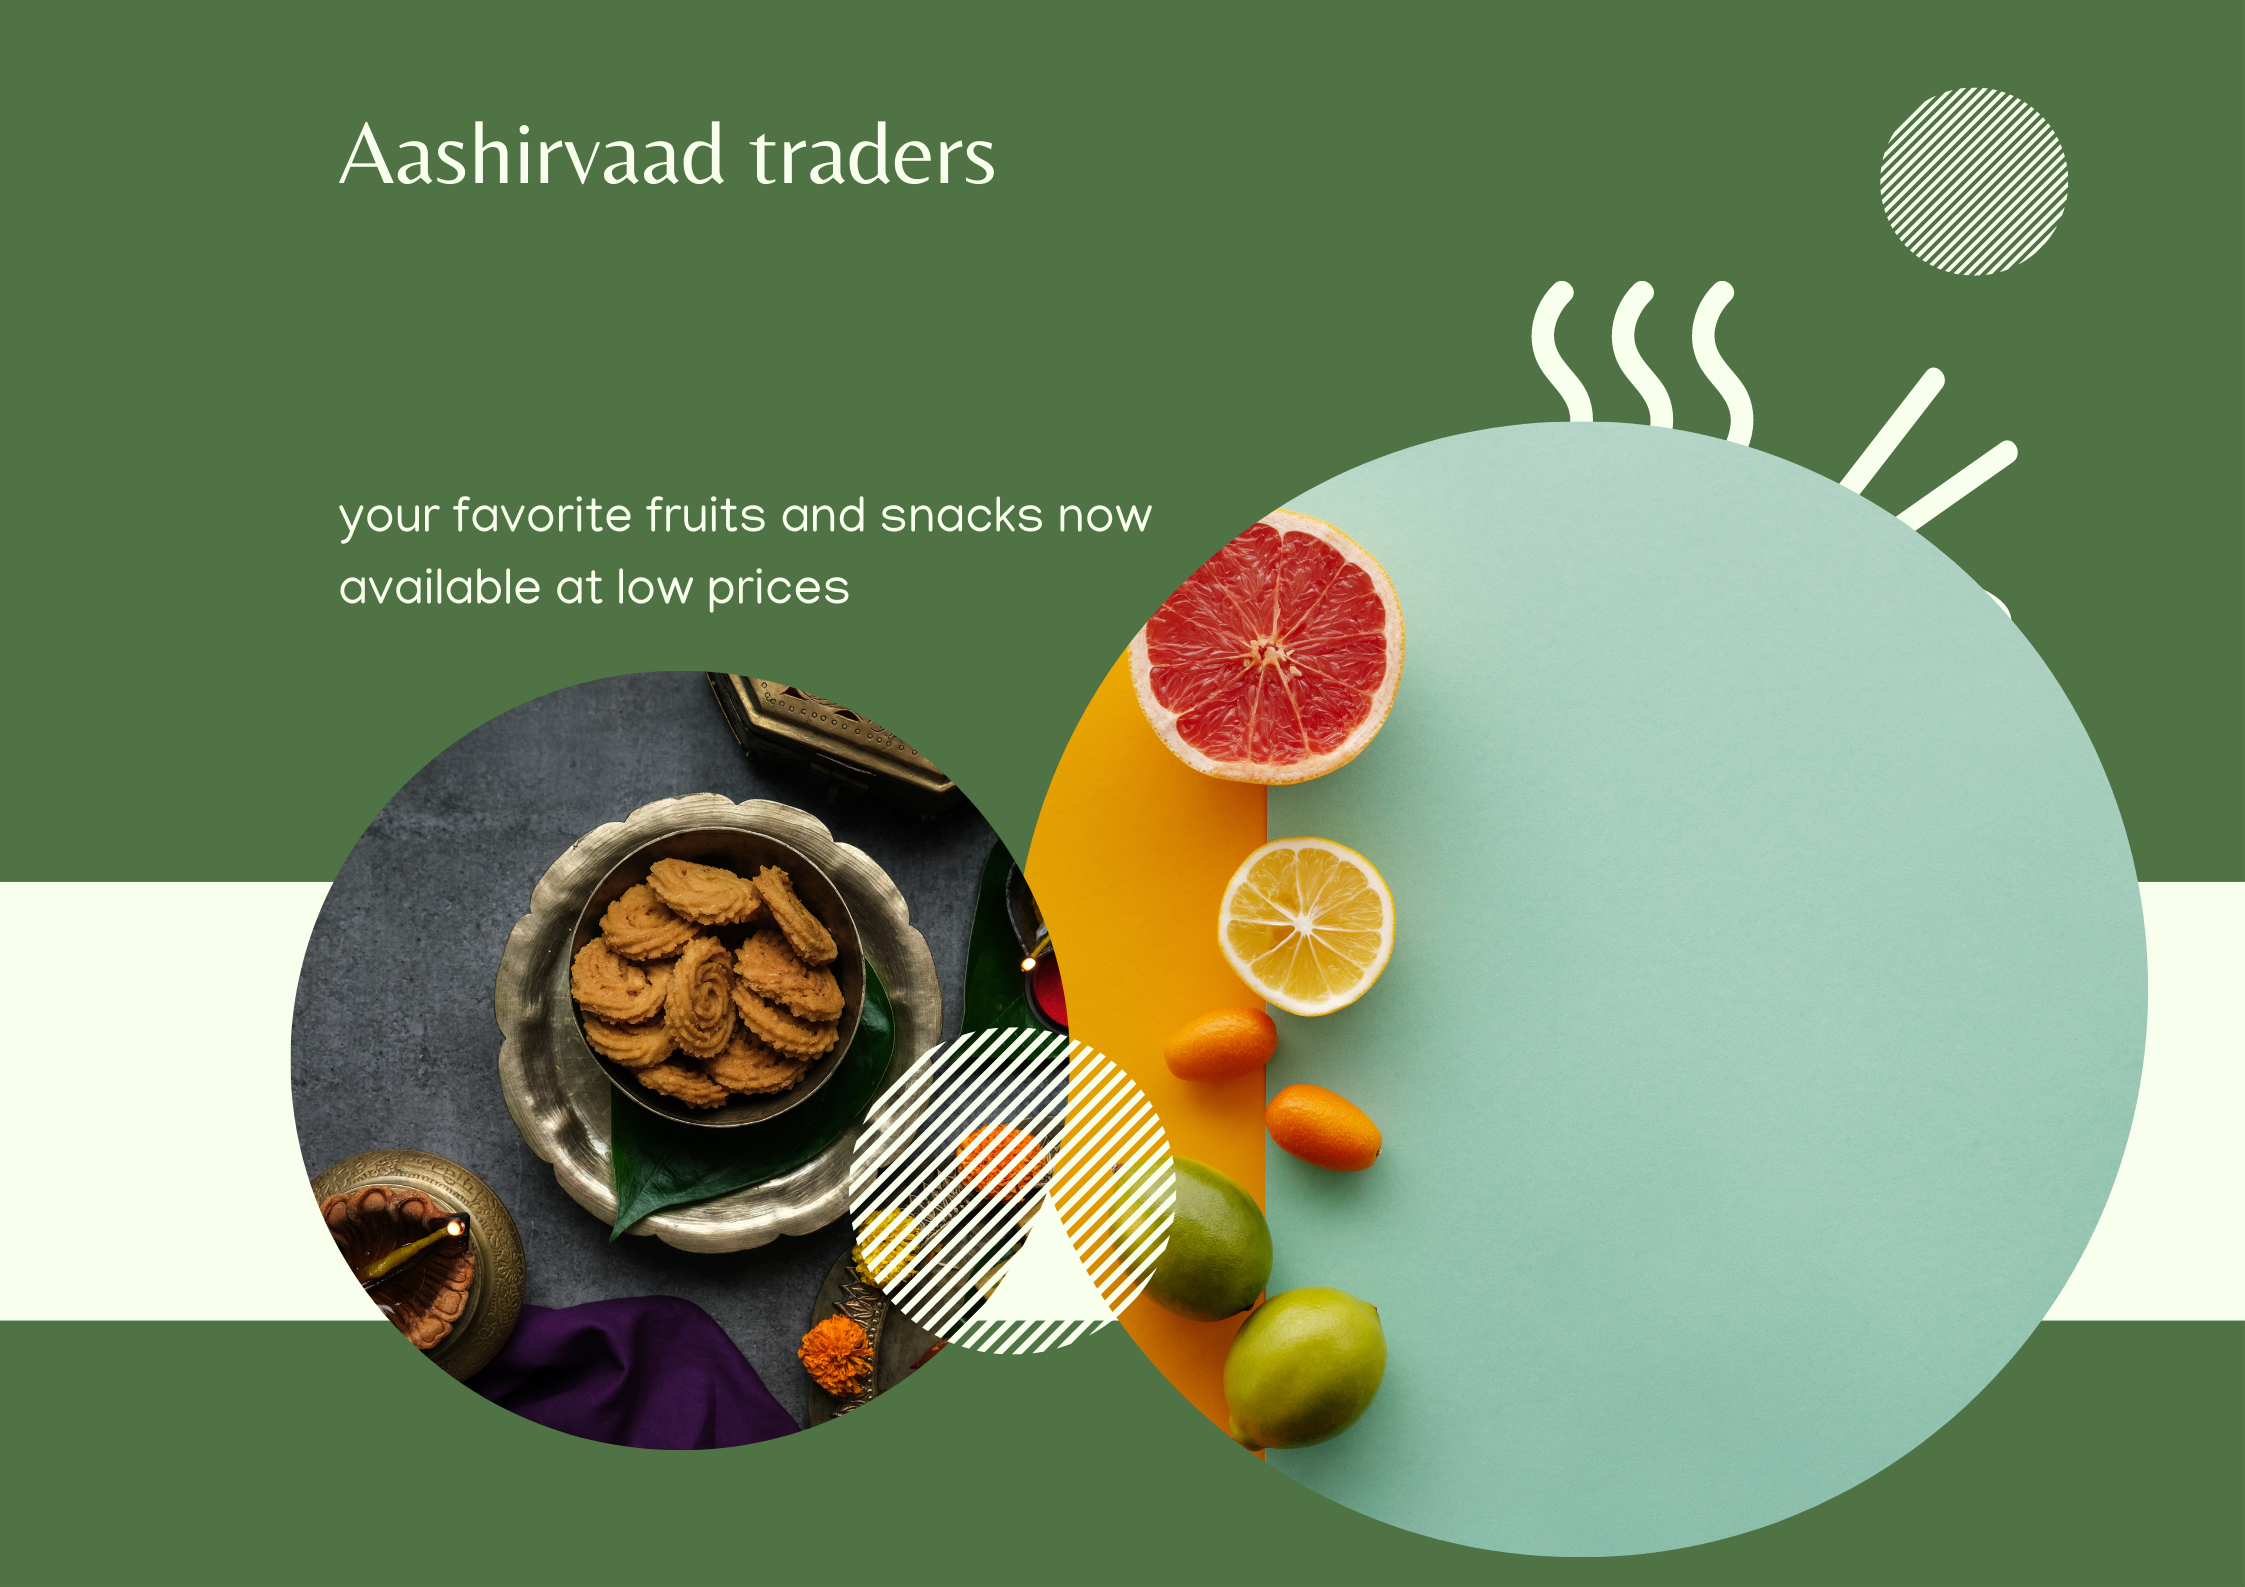 Aashirvaad traders
your favorite fruits and snacks now
available at low prices